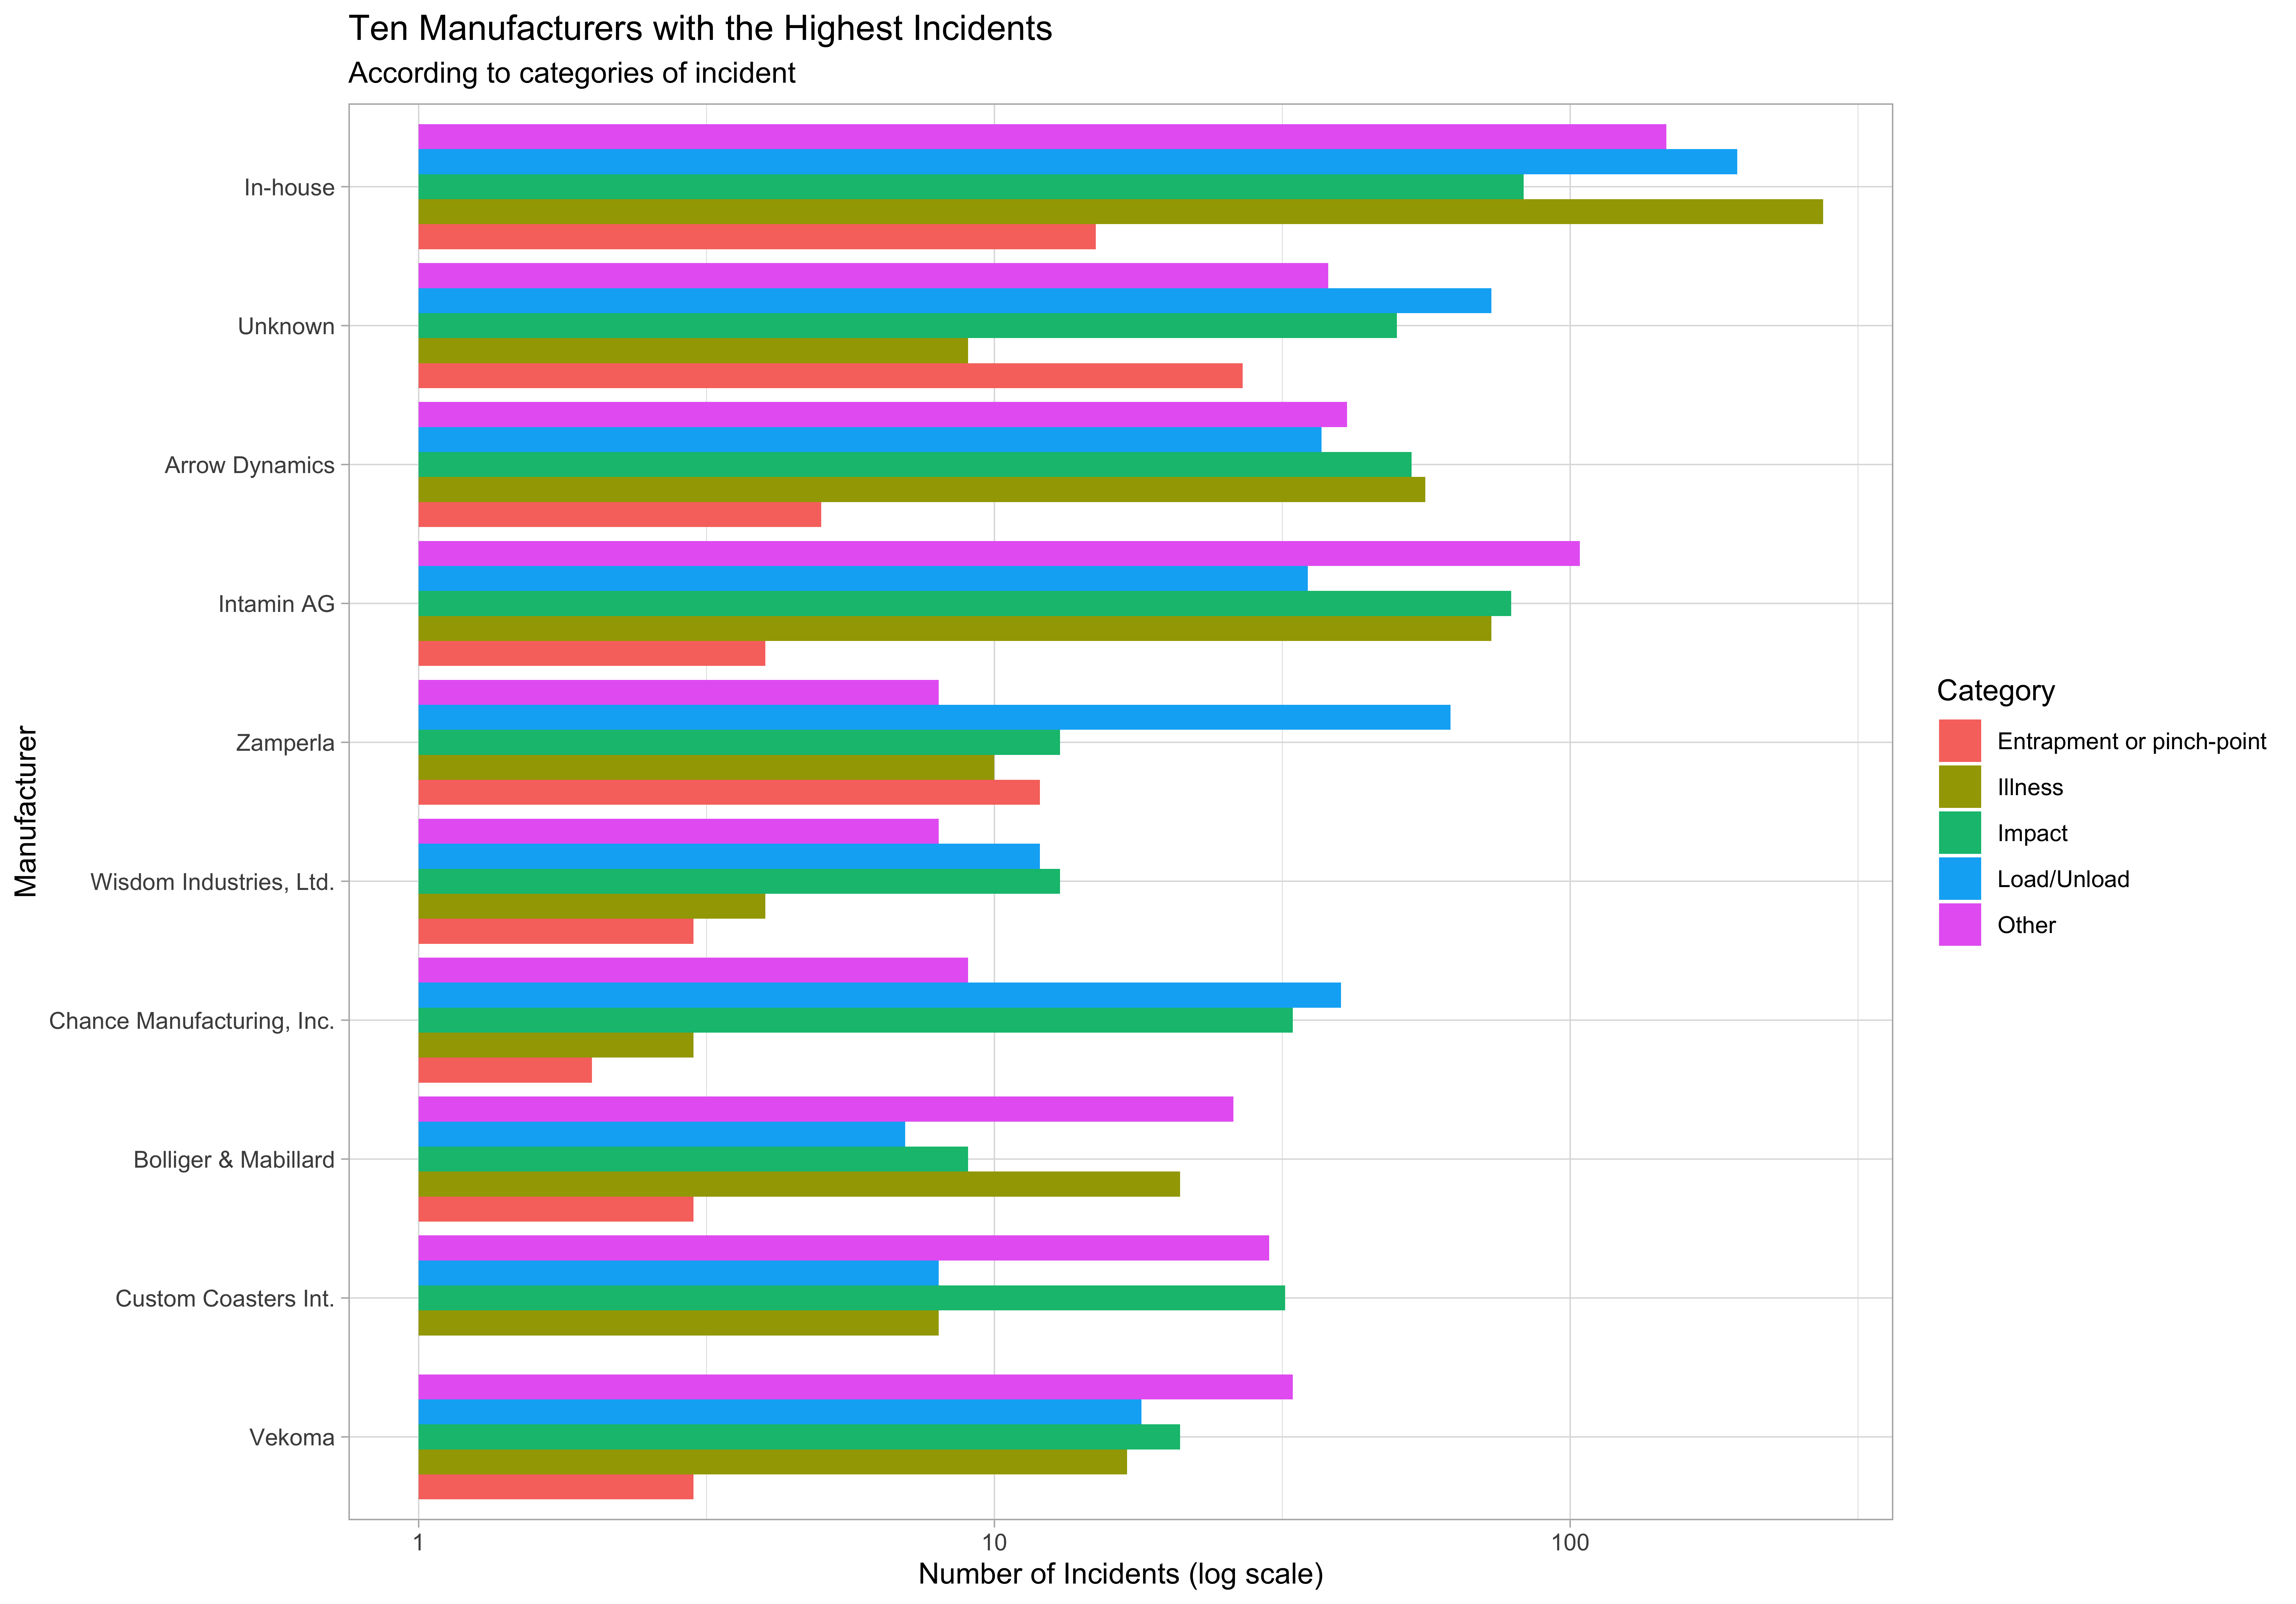 Ten Manufacturers with the Highest Incidents
According to categories of incident
Manufacturer
In-house
Unknown
Arrow Dynamics
Intamin AG
Zamperla
Wisdom Industries, Ltd.
Chance Manufacturing, Inc.
Bolliger & Mabillard
Custom Coasters Int.
Vekoma
1 10 100
Number of Incidents (log scale)
Category
Entrapment or pinch-point
Illness
Impact
Load/Unload
Other